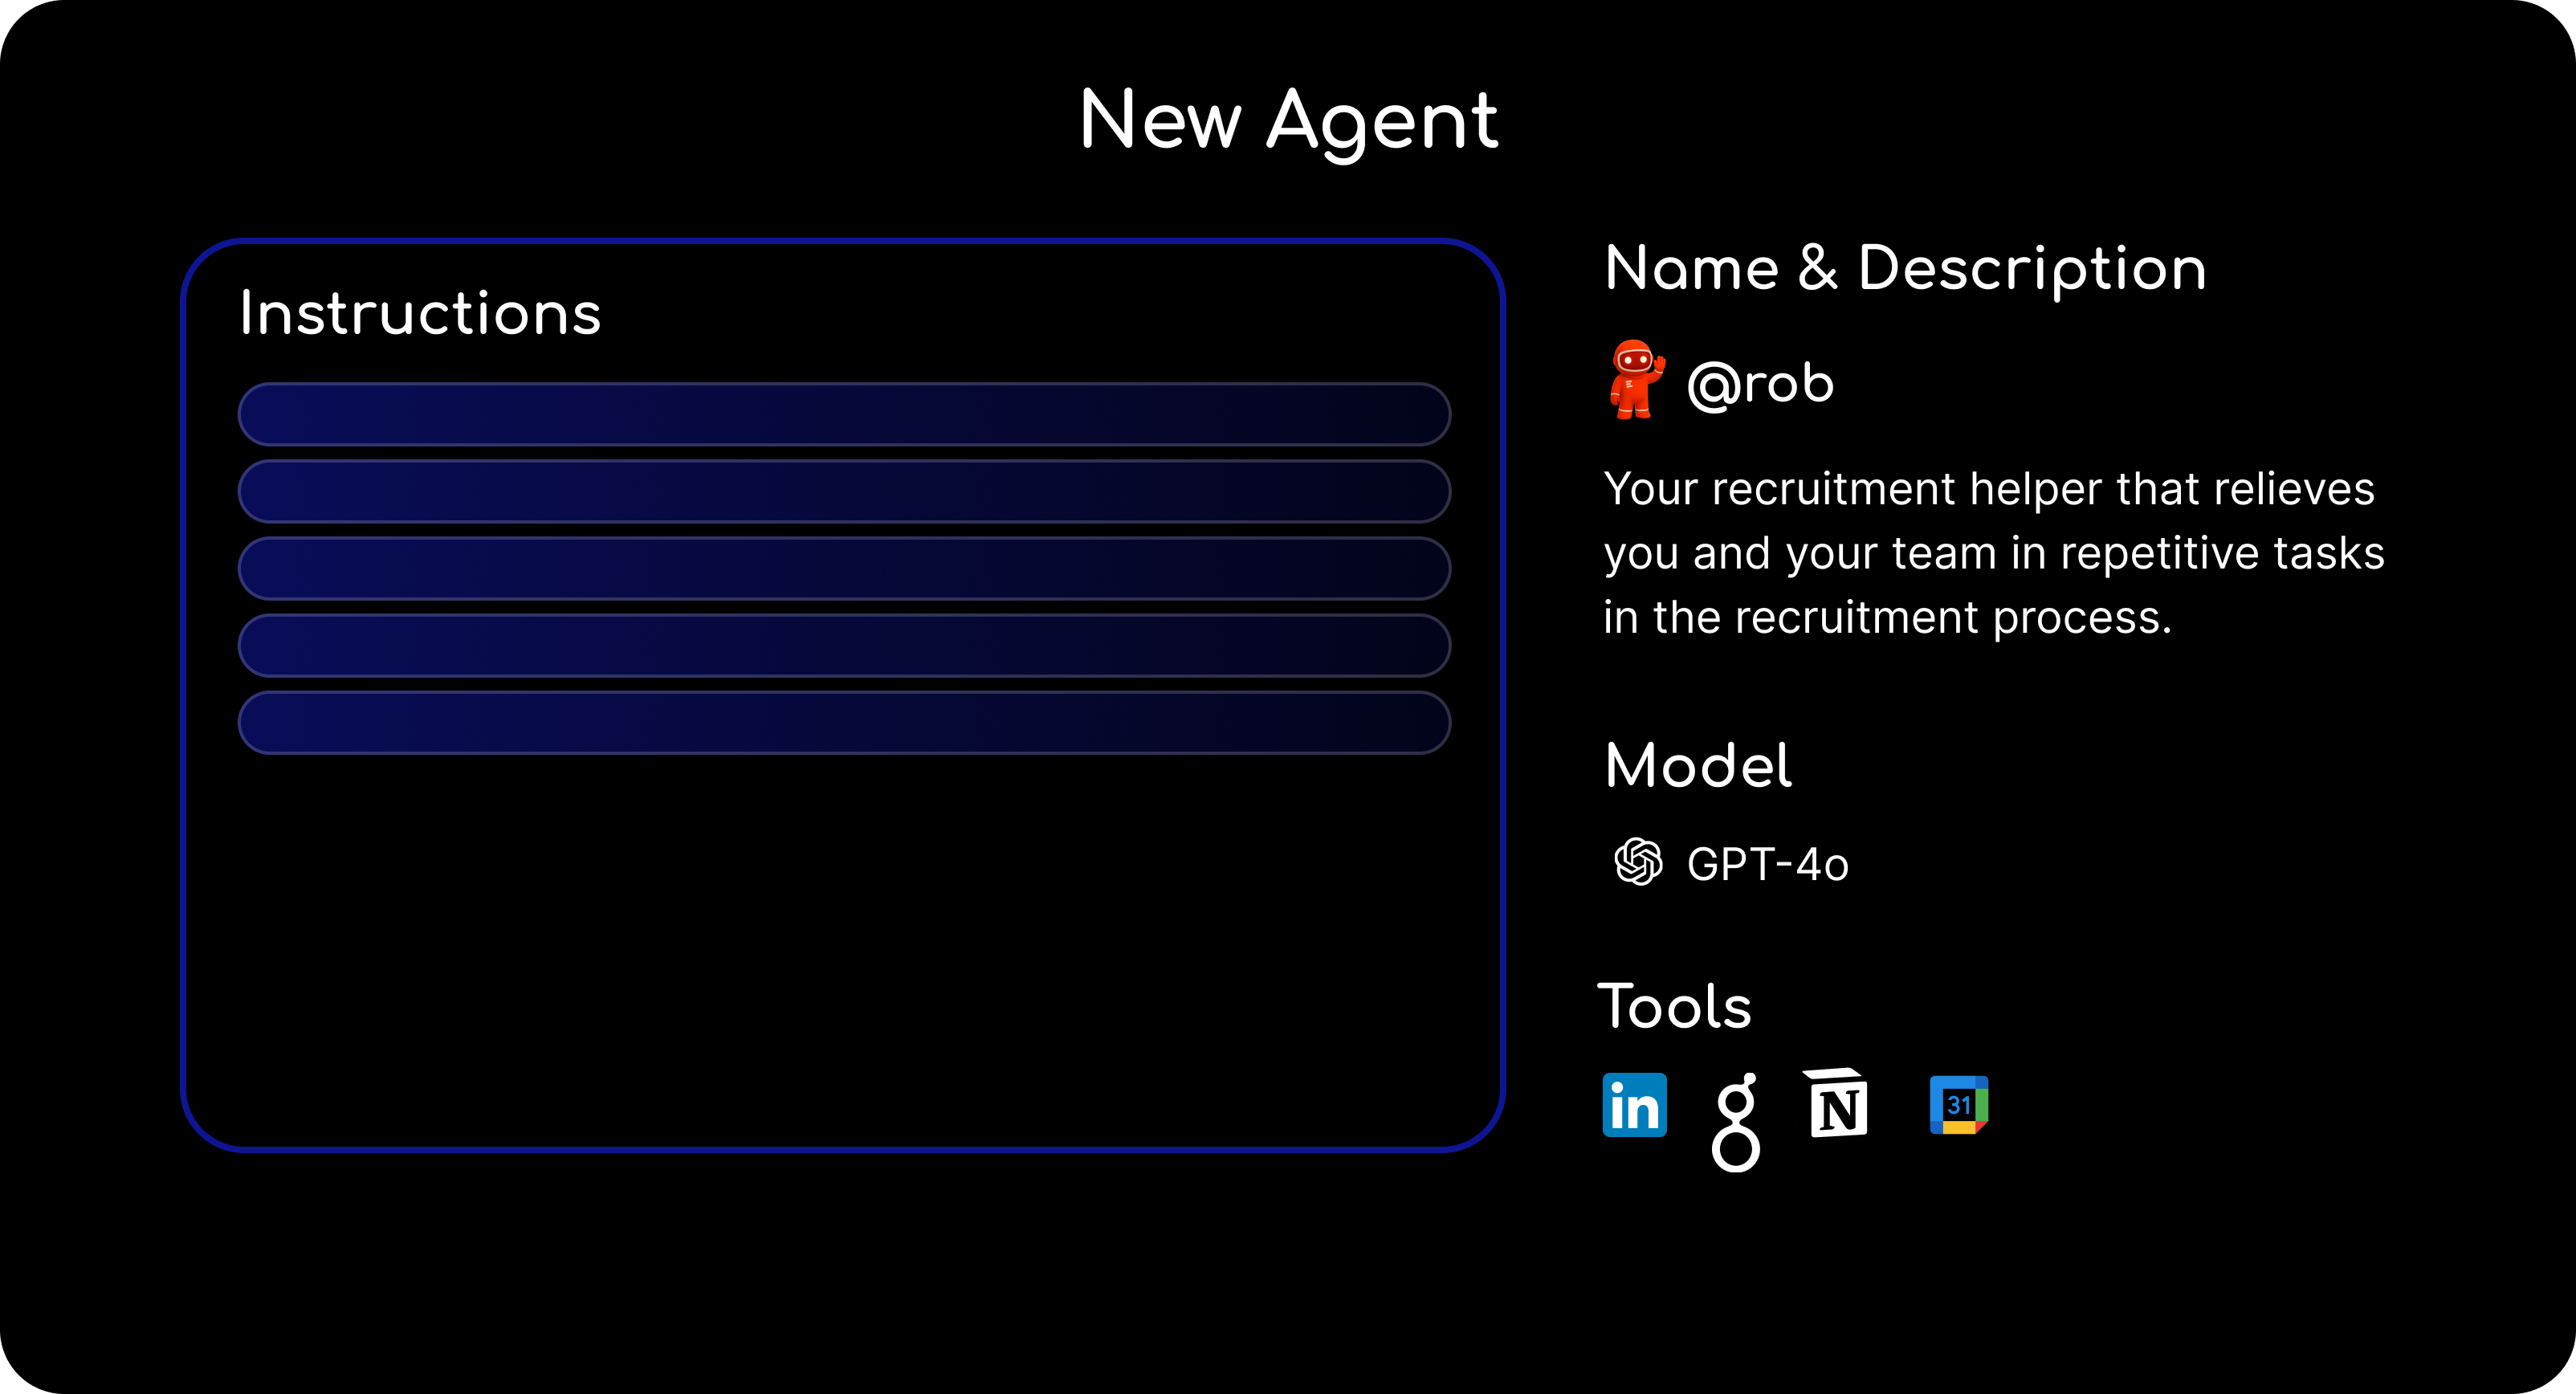 New Agent
Instructions
Name & Description
@rob
Your recruitment helper that relieves
you and your team in repetitive tasks
in the recruitment process.
Model
GPT-4o
Tools
in
g
N
31